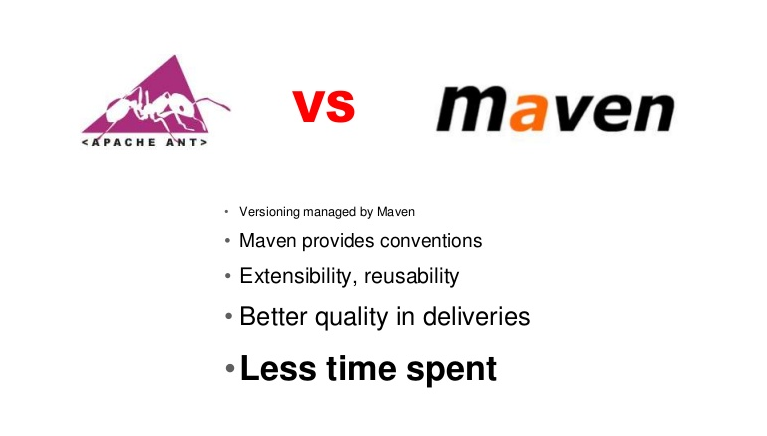 <APACHE ANT>
vs
maven
• Versioning managed by Maven
• Maven provides conventions
• Extensibility, reusability
• Better quality in deliveries
• Less time spent